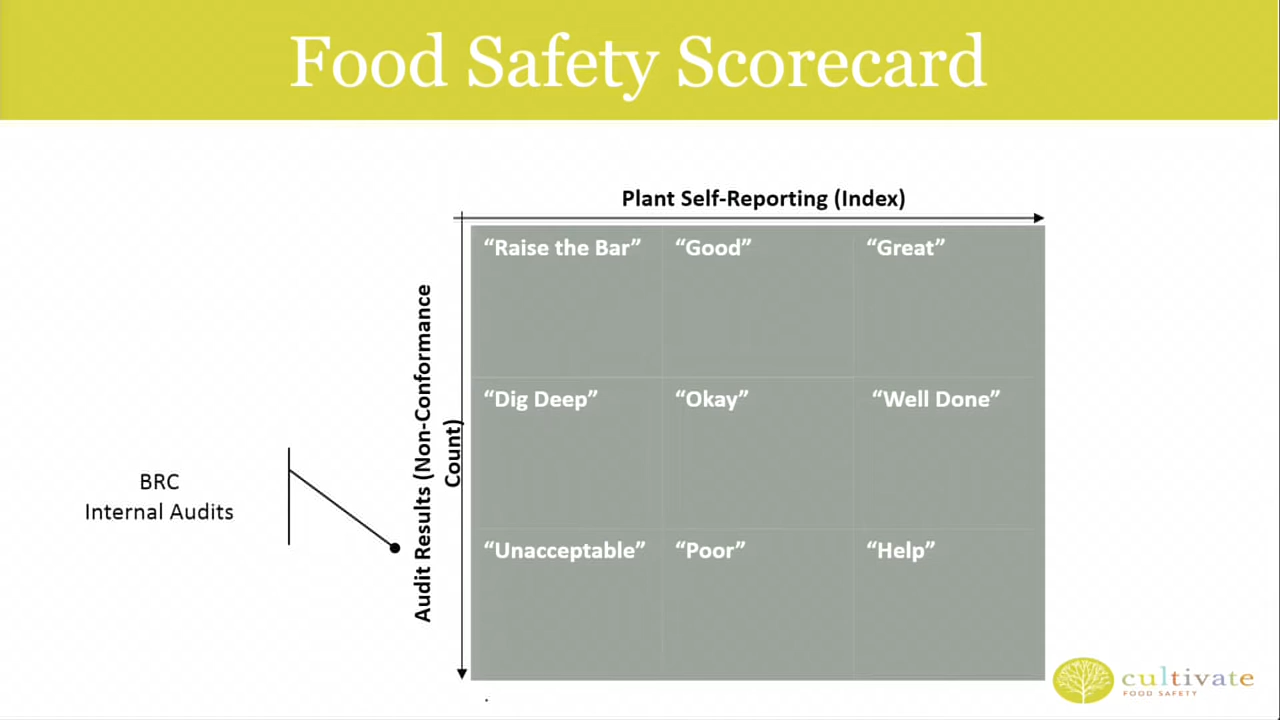 Food Safety Scorecard
Plant Self-Reporting (Index)
“Raise the Bar” “Good” “Great”
“Dig Deep” “Okay” “Well Done”
“Unacceptable” “Poor” “Help”
Audit Results (Non-Conformance
Count)
BRC
Internal Audits
cultivate
FOOD SAFETY